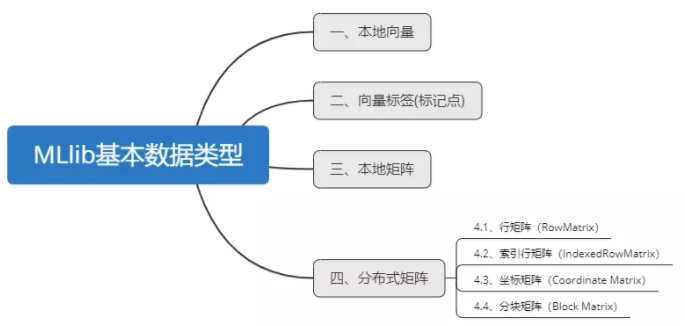 MLlib基本数据类型
一、本地向量
二、向量标签(标记点)
三、本地矩阵
四、分布式矩阵
4.1、行矩阵（RowMatrix）
4.2、索引行矩阵（IndexedRowMatrix）
4.3、坐标矩阵（Coordinate Matrix）
4.4、分块矩阵（Block Matrix）